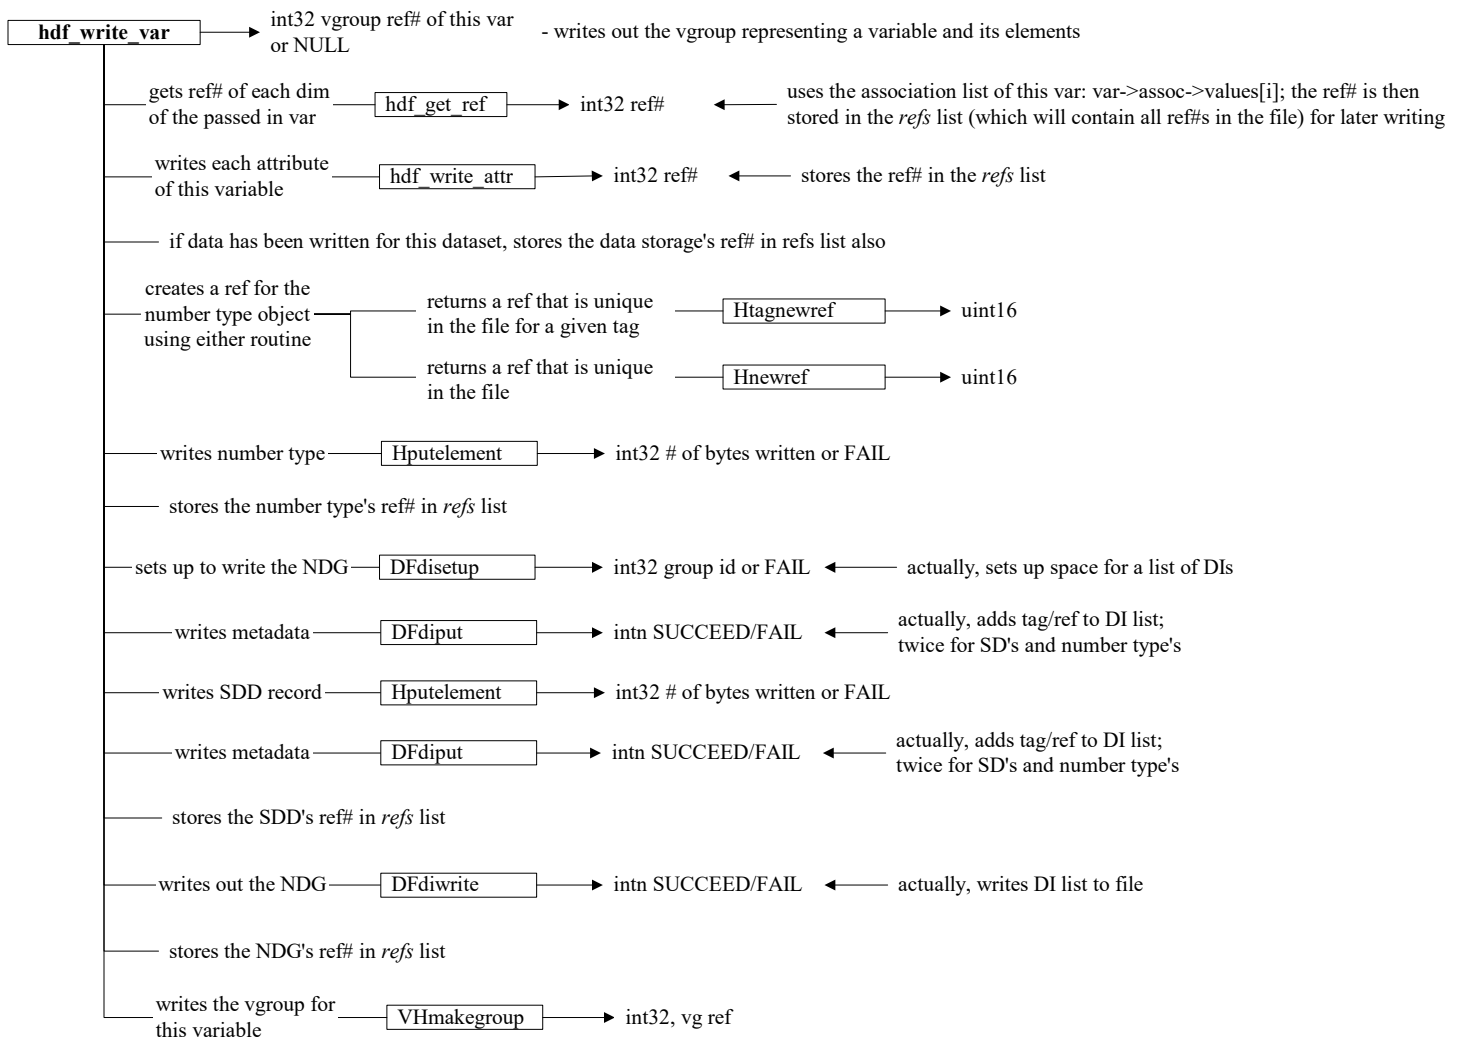 hdf_write_var
int32 vgroup ref# of this var
or NULL
- writes out the vgroup representing a variable and its elements
gets ref# of each dim
of the passed in var
hdf_get_ref
int32 ref#
uses the association list of this var: var->assoc->values[i]; the ref# is then
stored in the refs list (which will contain all ref#s in the file) for later writing
writes each attribute
of this variable
hdf_write_attr
int32 ref#
stores the ref# in the refs list
if data has been written for this dataset, stores the data storage's ref# in refs list also
creates a ref for the
number type object
using either routine
returns a ref that is unique
in the file for a given tag
Htagnewref
uint16
returns a ref that is unique
in the file
Hnewref
uint16
writes number type
Hputelement
int32 # of bytes written or FAIL
stores the number type's ref# in refs list
sets up to write the NDG
DFdisetup
int32 group id or FAIL
actually, sets up space for a list of DIs
writes metadata
DFdiput
intn SUCCEED/FAIL
actually, adds tag/ref to DI list;
twice for SD's and number type's
writes SDD record
Hputelement
int32 # of bytes written or FAIL
writes metadata
DFdiput
intn SUCCEED/FAIL
actually, adds tag/ref to DI list;
twice for SD's and number type's
stores the SDD's ref# in refs list
writes out the NDG
DFdiwrite
intn SUCCEED/FAIL
actually, writes DI list to file
stores the NDG's ref# in refs list
writes the vgroup for
this variable
VHmakegroup
int32, vg ref